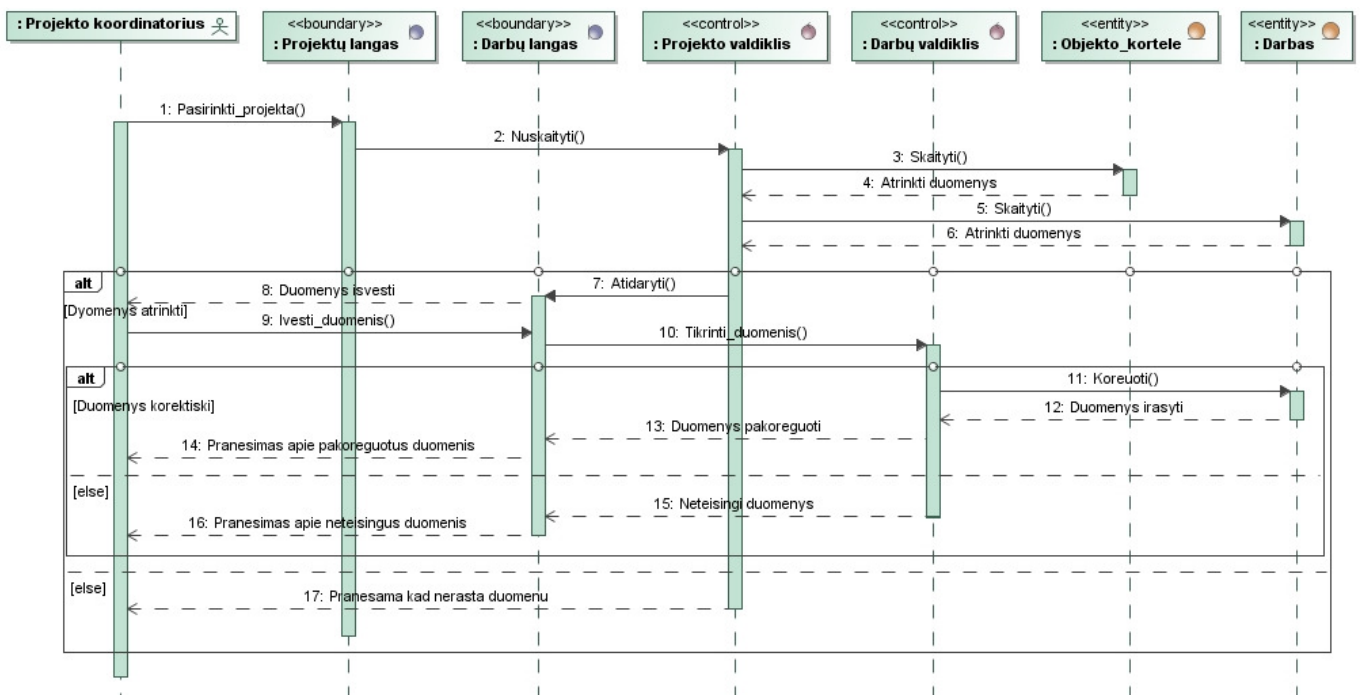 : Projekto koordinatorius
<<boundary>>
: Projektų langas
<<boundary>>
: Darbų langas
<<control>>
: Projekto valdiklis
<<control>>
: Darbų valdiklis
<<entity>>
: Objekto_kortele
<<entity>>
: Darbas
1: Pasirinkti_projekta()
2: Nuskaityti()
3: Skaityti()
4: Atrinkti duomenys
5: Skaityti()
6: Atrinkti duomenys
alt
[Dyomenys atrinkti]
7: Atidaryti()
8: Duomenys isvesti
9: Ivesti_duomenis()
10: Tikrinti_duomenis()
alt
[Duomenys korektiski]
11: Koreuoti()
12: Duomenys irasyti
13: Duomenys pakoreguoti
14: Pranesimas apie pakoreguotus duomenis
[else]
15: Neteisingi duomenys
16: Pranesimas apie neteisingus duomenis
[else]
17: Pranesama kad nerasta duomenu